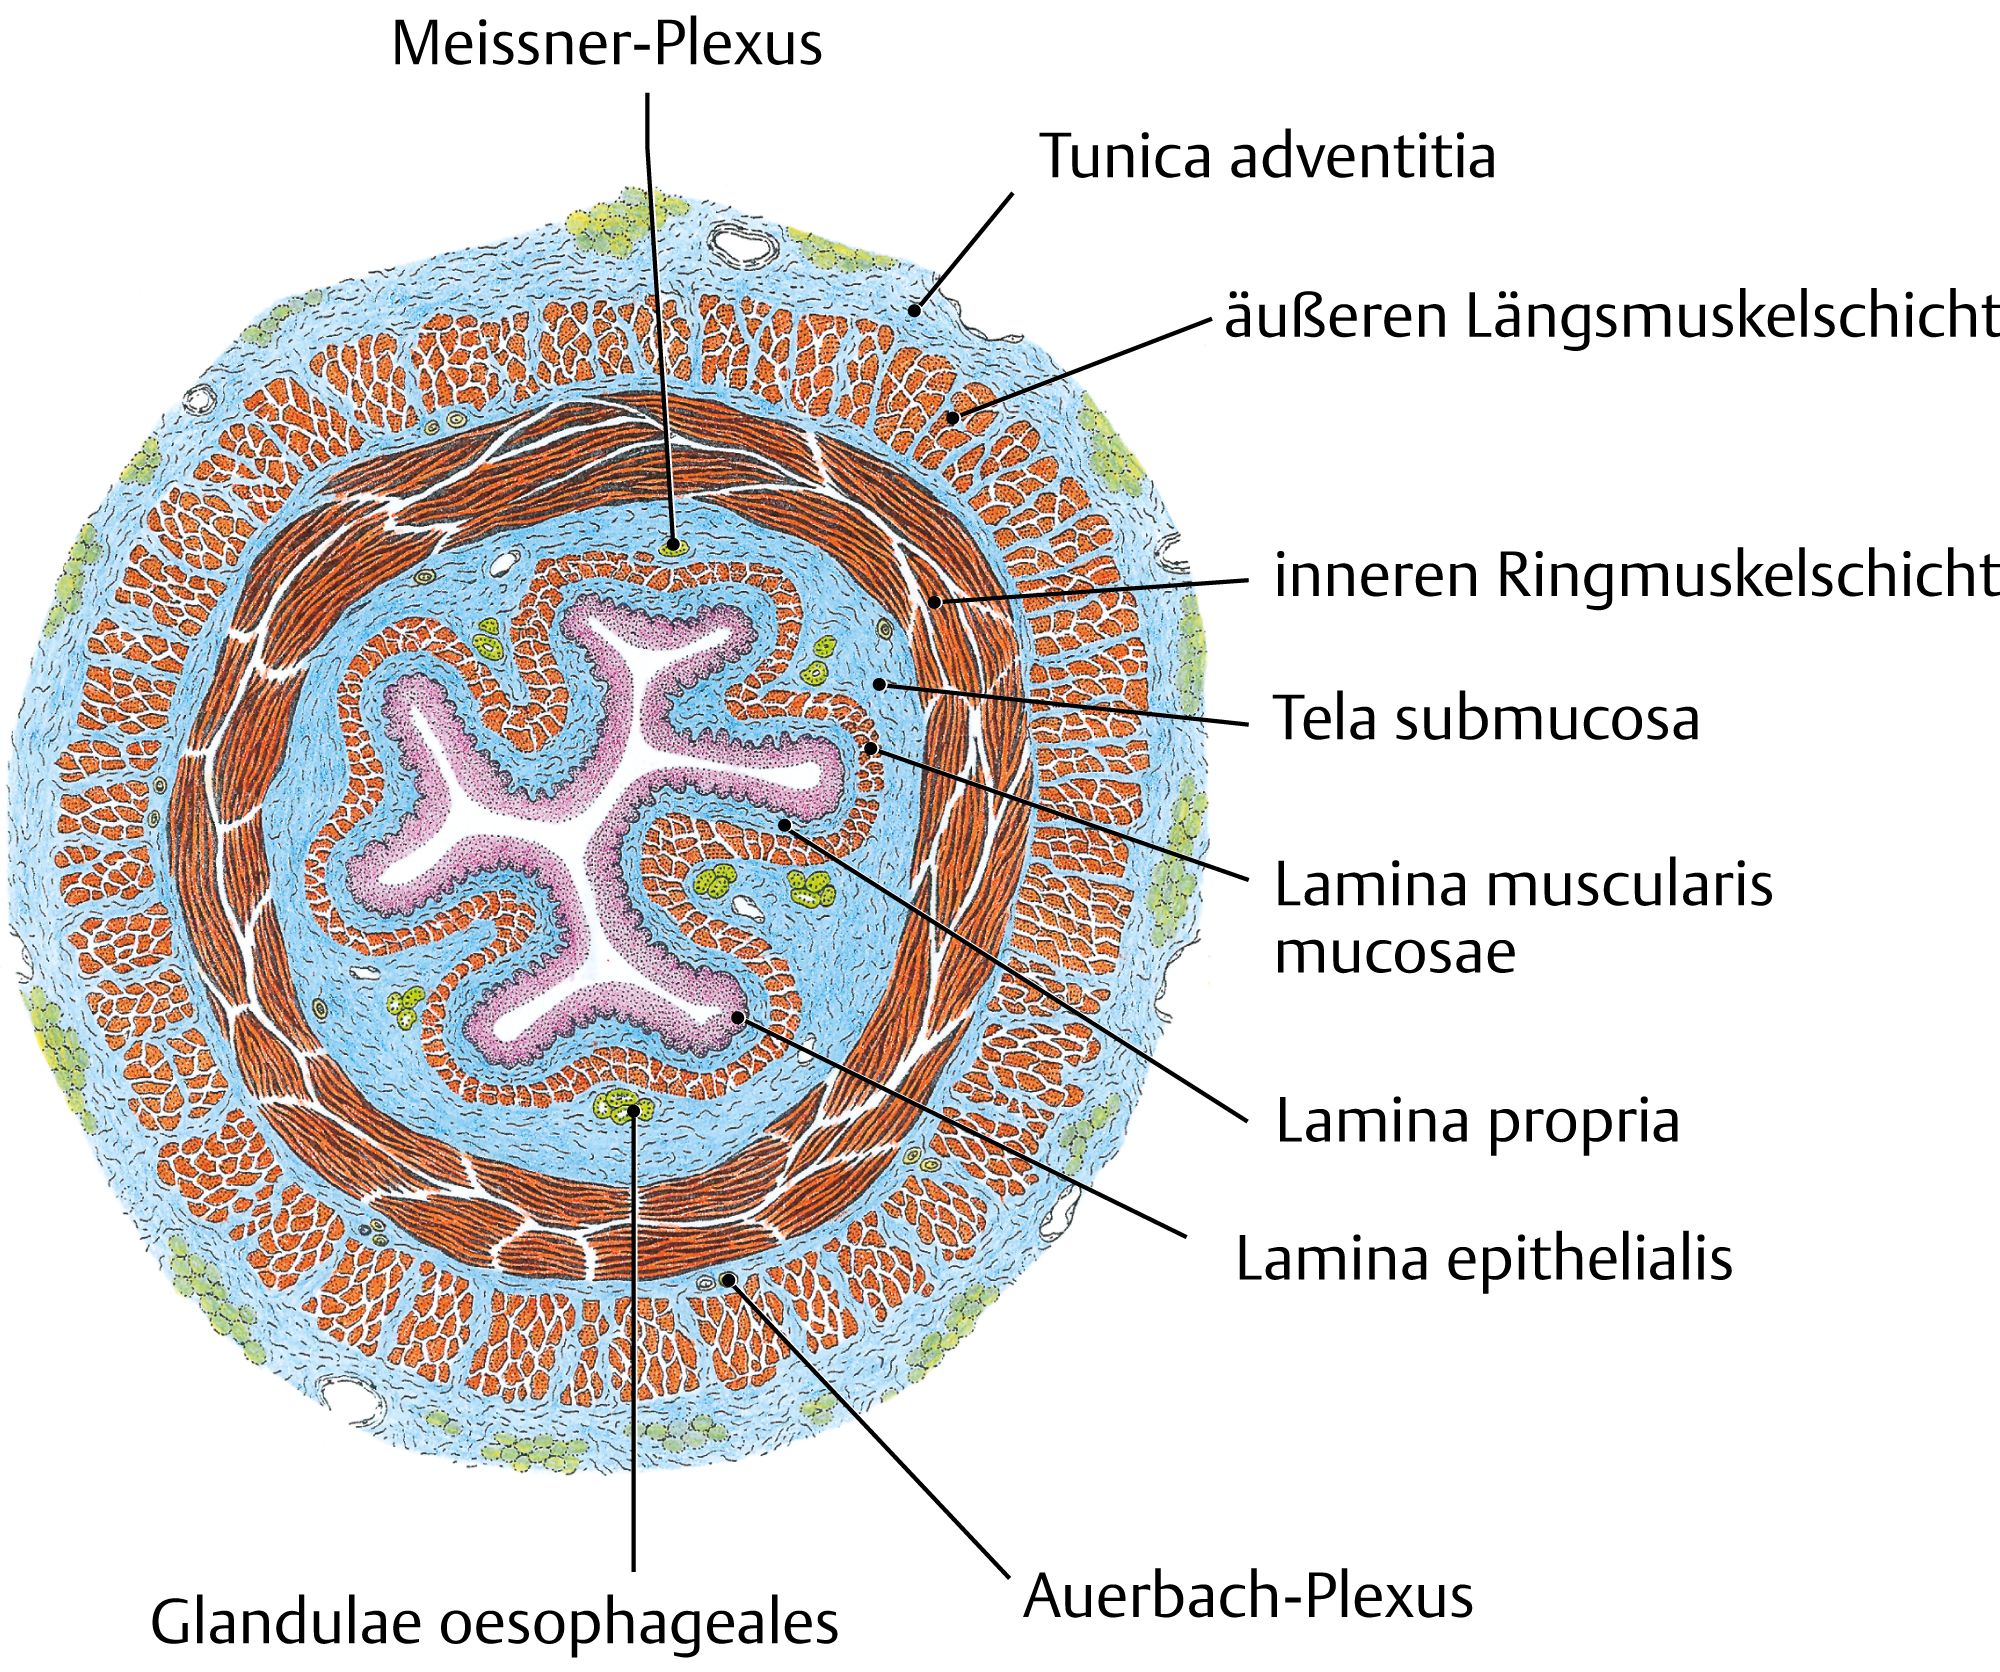 Meissner-Plexus
Tunica adventitia
äußeren Längsmuskelschicht
inneren Ringmuskelschicht
Tela submucosa
Lamina muscularis
mucosae
Lamina propria
Lamina epithelialis
Auerbach-Plexus
Glandulae oesophageales